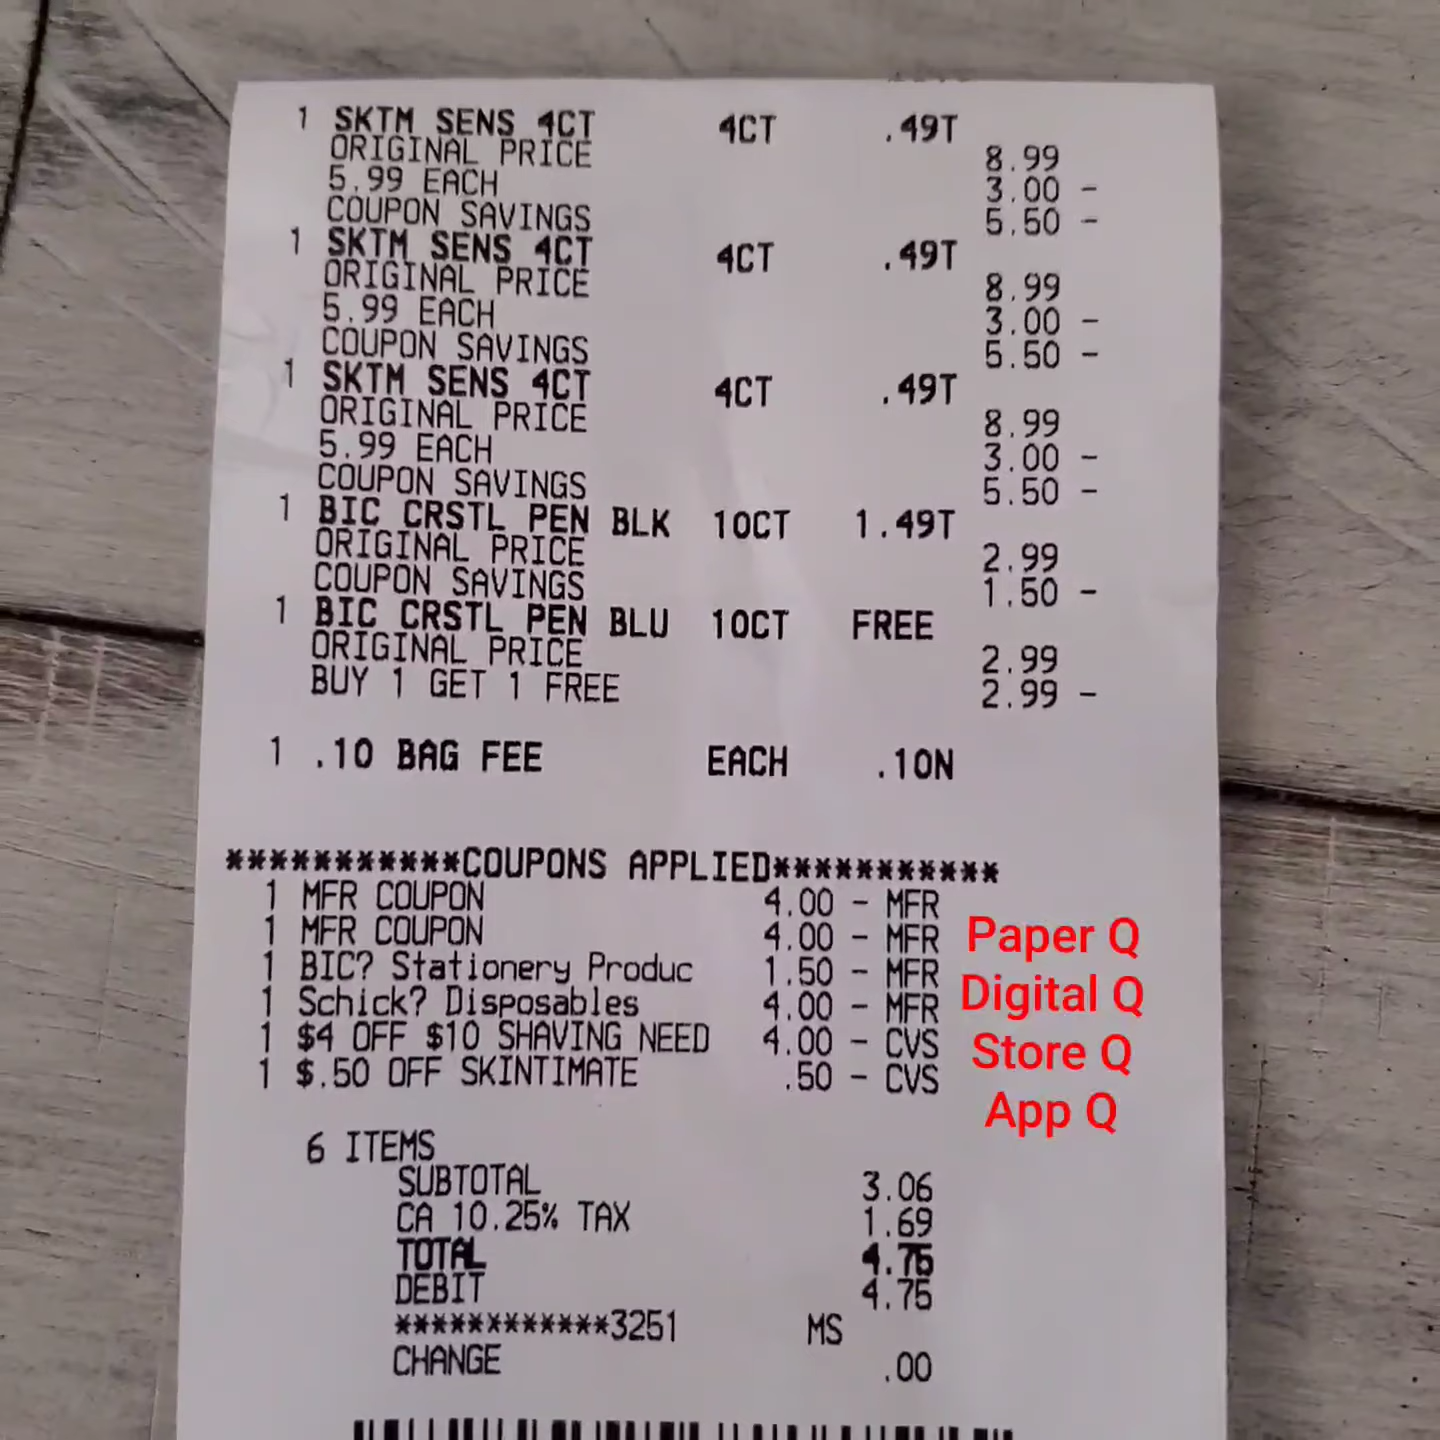 1 SKTM SENS 4CT 4CT .49T
ORIGINAL PRICE 8.99
5.99 EACH 3.00 -
COUPON SAVINGS 5.50 -
1 SKTM SENS 4CT 4CT .49T
ORIGINAL PRICE 8.99
5.99 EACH 3.00 -
COUPON SAVINGS 5.50 -
1 SKTM SENS 4CT 4CT .49T
ORIGINAL PRICE 8.99
5.99 EACH 3.00 -
COUPON SAVINGS 5.50 -
1 BIC CRSTL PEN BLK 10CT 1.49T
ORIGINAL PRICE 2.99
COUPON SAVINGS 1.50 -
1 BIC CRSTL PEN BLU 10CT FREE
ORIGINAL PRICE 2.99
BUY 1 GET 1 FREE 2.99 -
1 .10 BAG FEE EACH .10N
***********COUPONS APPLIED***********
1 MFR COUPON 4.00 - MFR
1 MFR COUPON 4.00 - MFR
1 BIC? Stationery Produc 1.50 - MFR
1 Schick? Disposables 4.00 - MFR
1 $4 OFF $10 SHAVING NEED 4.00 - CVS
1 $.50 OFF SKINTIMATE .50 - CVS
Paper Q
Digital Q
Store Q
App Q
6 ITEMS
SUBTOTAL 3.06
CA 10.25% TAX 1.69
TOTAL 4.75
DEBIT 4.75
************3251 MS
CHANGE .00